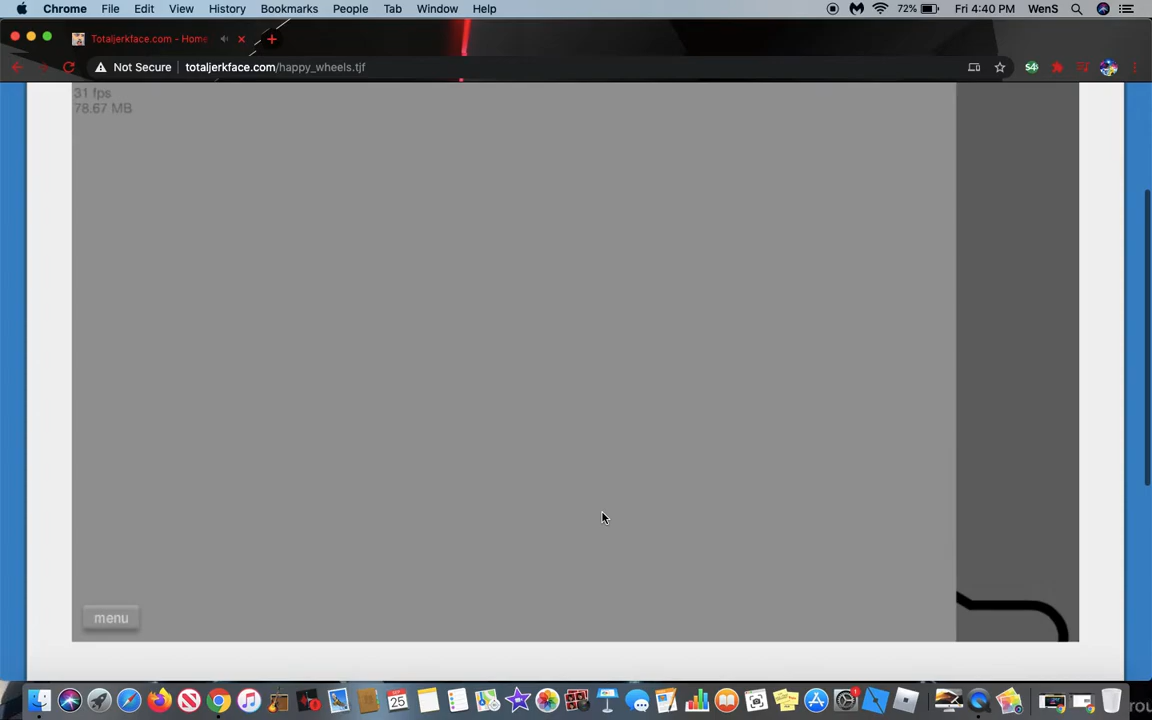 Chrome File Edit View History Bookmarks People Tab Window Help 72% Fri 4:40 PM WenS
Totaljerkface.com - Home
Not Secure totaljerkface.com/happy_wheels.tjf
31 fps
78.67 MB
menu
25